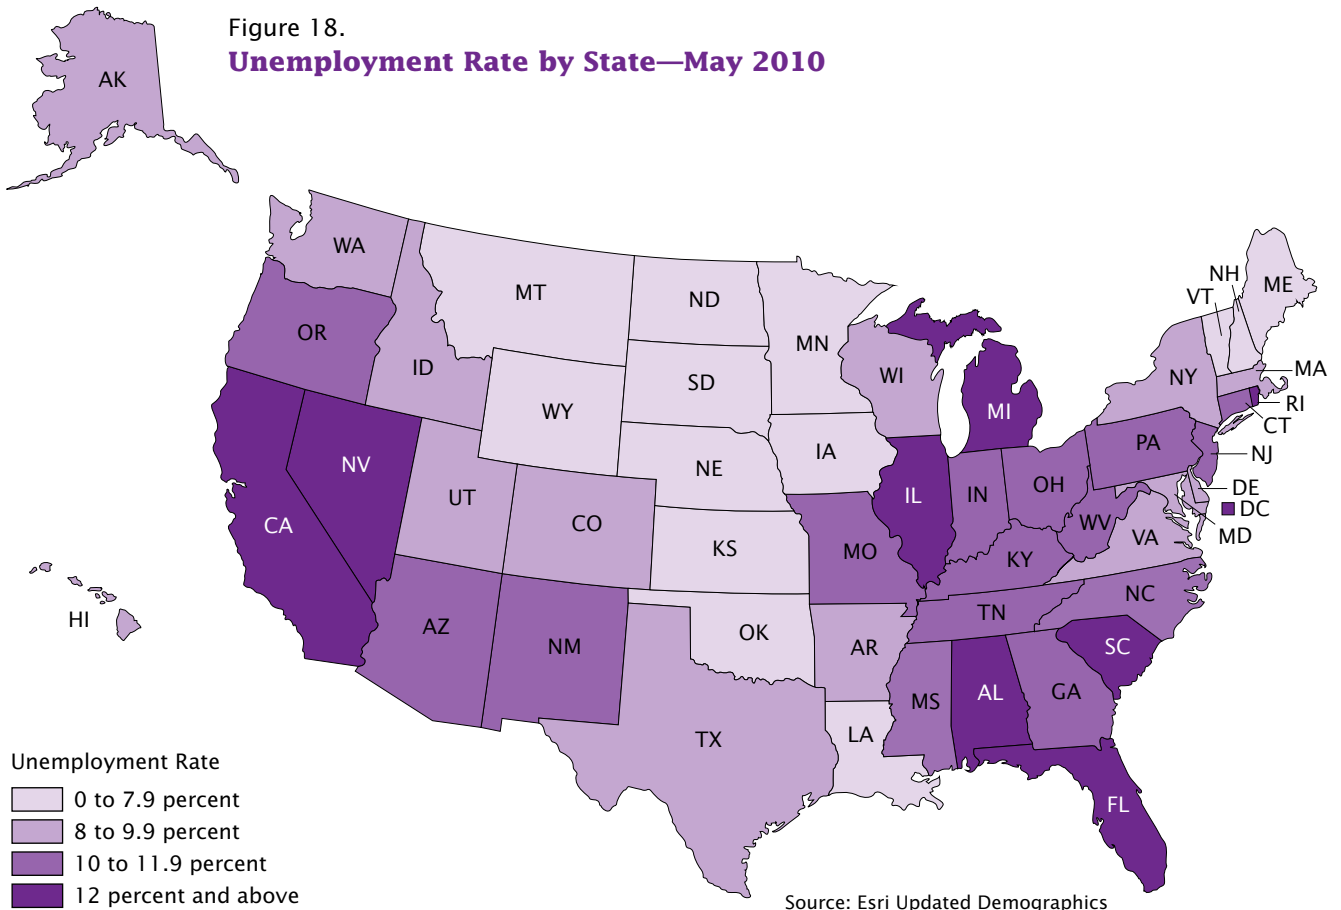 Figure 18.
Unemployment Rate by State—May 2010
AK
WA
MT
ND
MN
NH
VT
ME
OR
ID
SD
WI
NY
MA
WY
MI
RI
CT
IA
PA
NJ
NV
NE
UT
IL
IN
OH
DE
DC
CA
CO
KS
MO
WV
VA
MD
KY
HI
AZ
NM
OK
TN
NC
AR
SC
MS
AL
GA
TX
LA
FL
Unemployment Rate
0 to 7.9 percent
8 to 9.9 percent
10 to 11.9 percent
12 percent and above
Source: Esri Updated Demographics